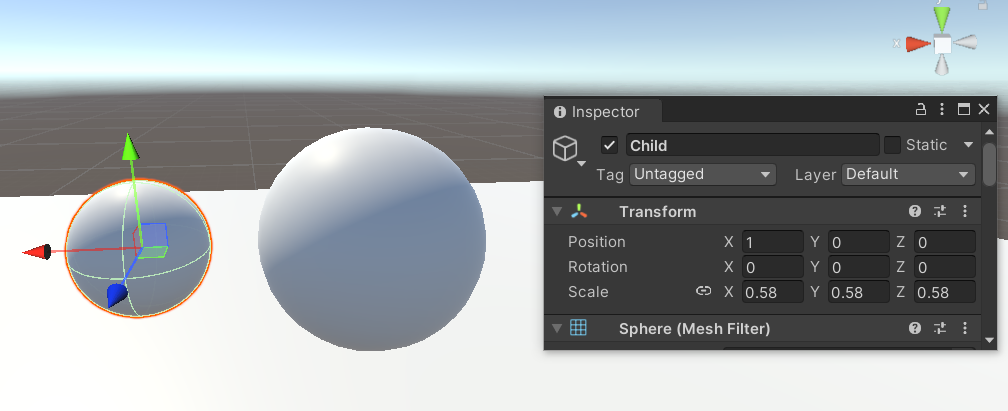 x
Inspector
Child
Static
Tag Untagged Layer Default
Transform
Position X 1 Y 0 Z 0
Rotation X 0 Y 0 Z 0
Scale X 0.58 Y 0.58 Z 0.58
Sphere (Mesh Filter)